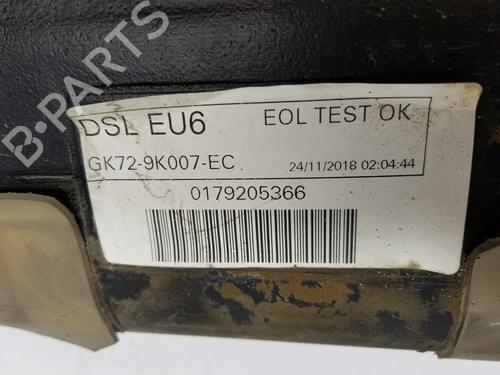 DSL EU6 EOL TEST OK
GK72-9K007-EC 24/11/2018 02:04:44
0179205366
B-PARTS